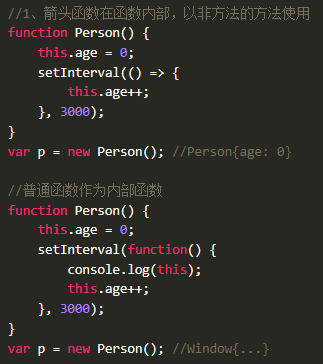 //1、箭头函数在函数内部，以非方法的方法使用
function Person() {
    this.age = 0;
    setInterval(() => {
        this.age++;
    }, 3000);
}
var p = new Person(); //Person{age: 0}
//普通函数作为内部函数
function Person() {
    this.age = 0;
    setInterval(function() {
        console.log(this);
        this.age++;
    }, 3000);
}
var p = new Person(); //Window{...}